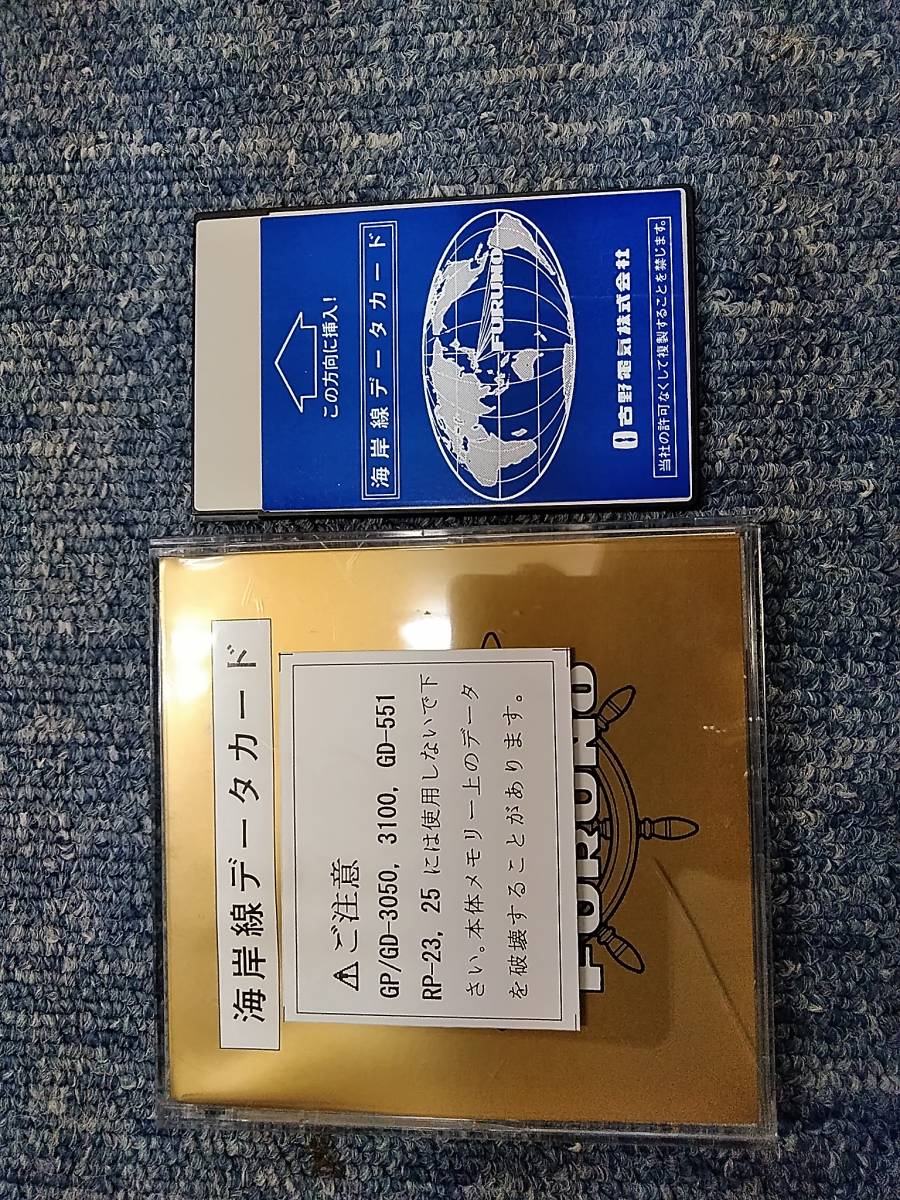 この方向に挿入!
海岸線データカード
FURUNO
古野電気株式会社
当社の許可なくして複製することを禁じます。
海岸線データカード
⚠ご注意
GP/GD-3050, 3100, GD-551
RP-23, 25 には使用しないで下
さい。本体メモリー上のデータ
を破壊することがあります。
FURUNO